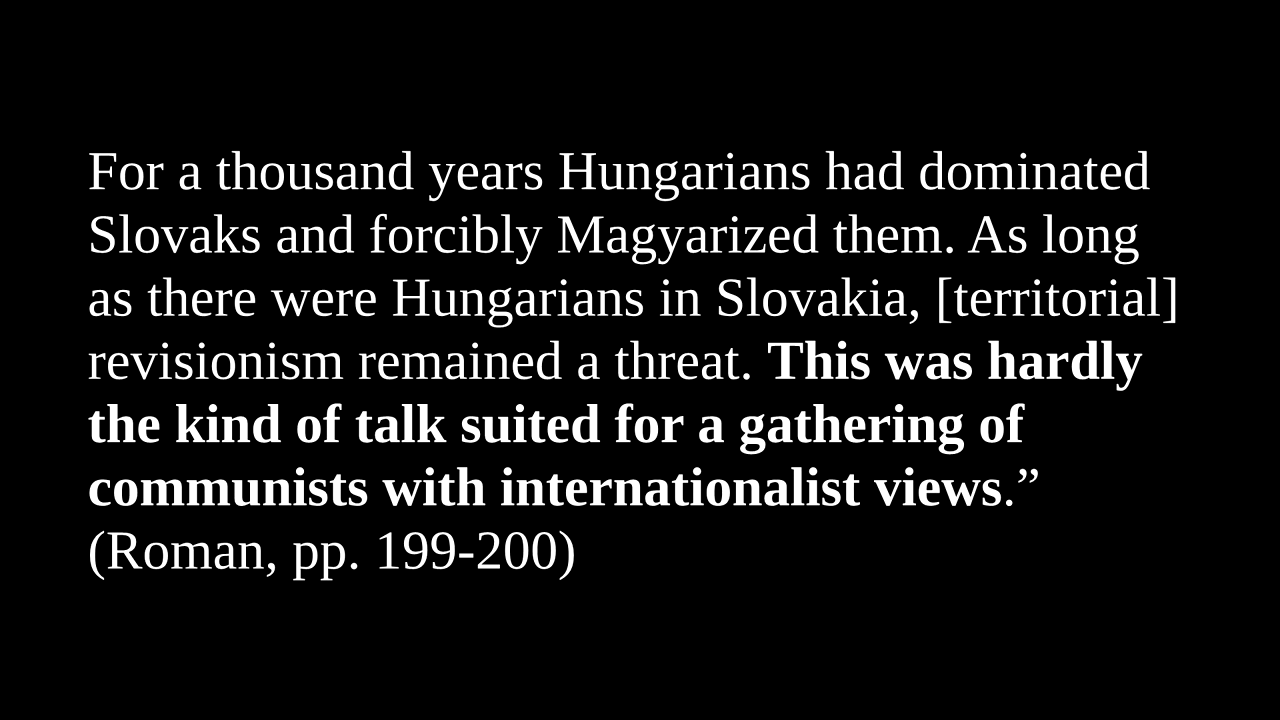 For a thousand years Hungarians had dominated
Slovaks and forcibly Magyarized them. As long
as there were Hungarians in Slovakia, [territorial]
revisionism remained a threat. This was hardly
the kind of talk suited for a gathering of
communists with internationalist views.”
(Roman, pp. 199-200)